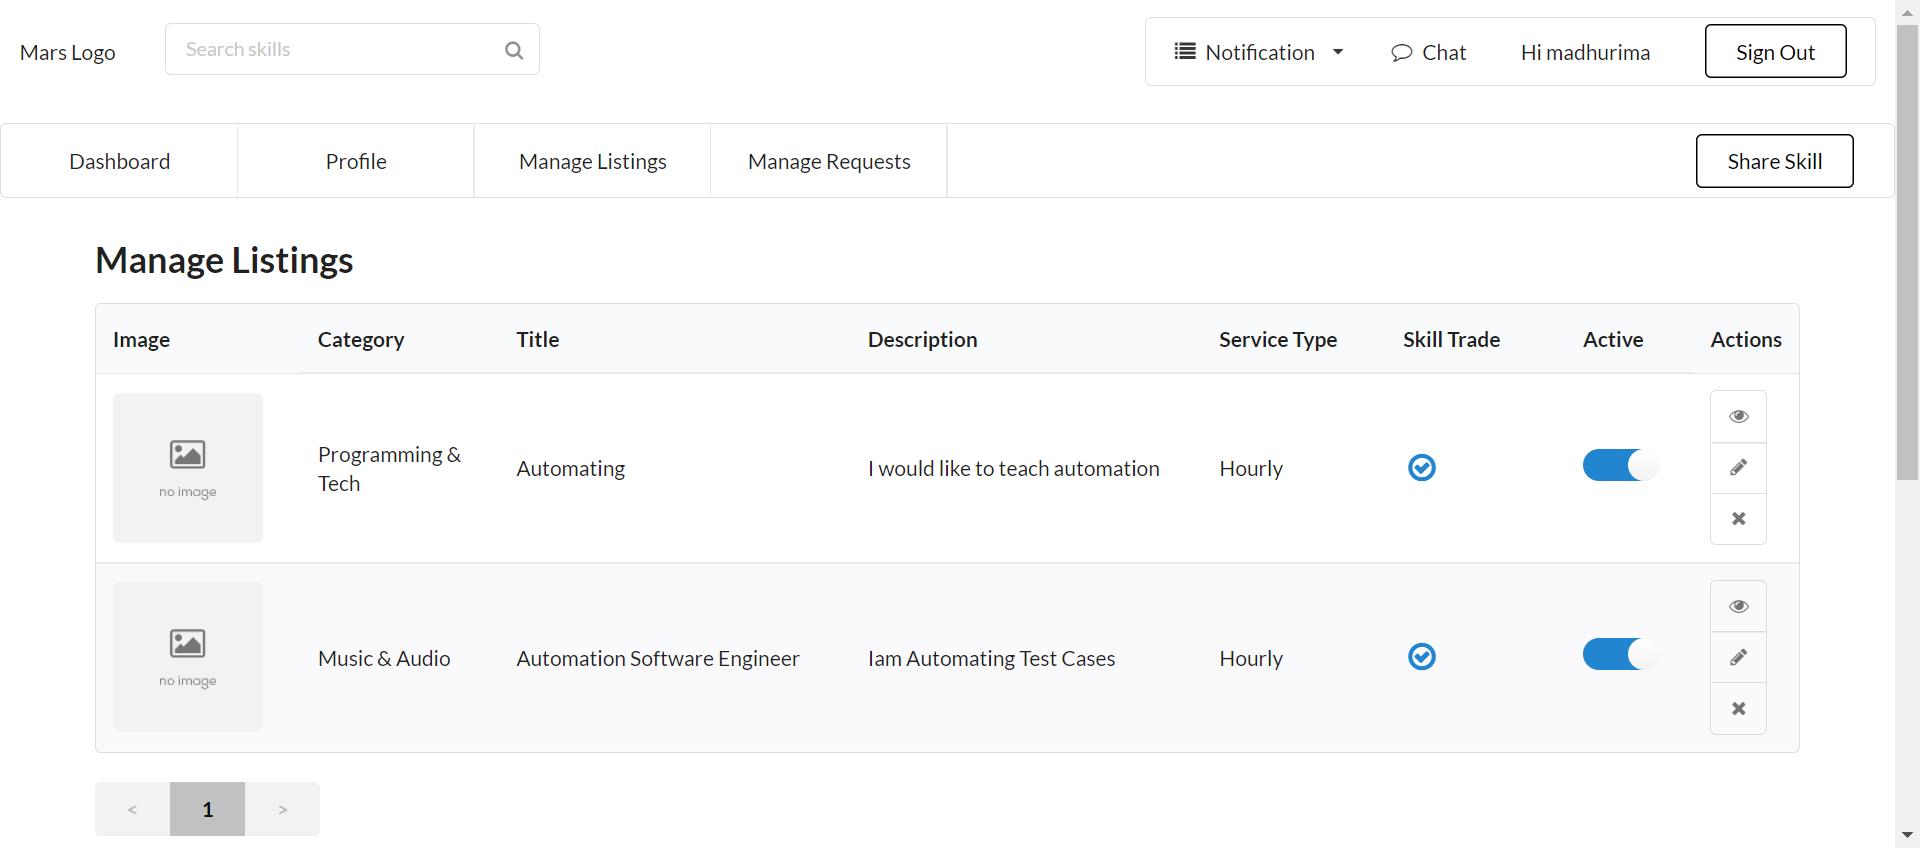 Mars Logo
Search skills
Notification
Chat
Hi madhurima
Sign Out
Dashboard
Profile
Manage Listings
Manage Requests
Share Skill
Manage Listings
Image
Category
Title
Description
Service Type
Skill Trade
Active
Actions
no image
Programming &
Tech
Automating
I would like to teach automation
Hourly
no image
Music & Audio
Automation Software Engineer
Iam Automating Test Cases
Hourly
< 1 >